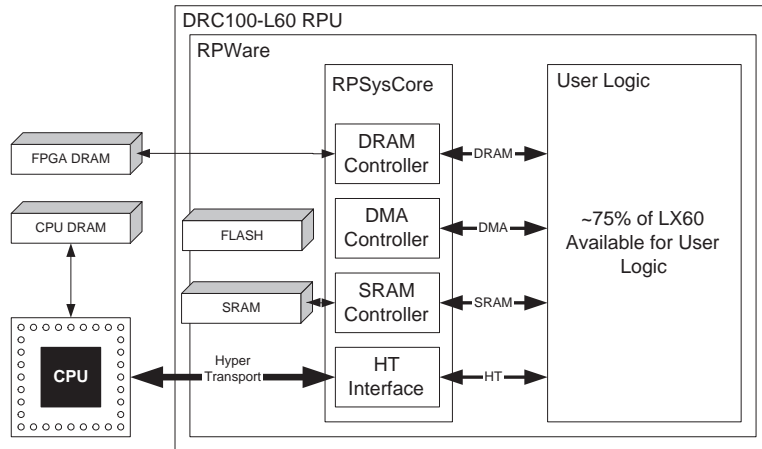 DRC100-L60 RPU
RPWare
RPSysCore
User Logic
DRAM
Controller
DRAM
FPGA DRAM
CPU DRAM
FLASH
DMA
Controller
DMA
~75% of LX60
Available for User
Logic
SRAM
SRAM
Controller
SRAM
CPU
Hyper
Transport
HT
Interface
HT